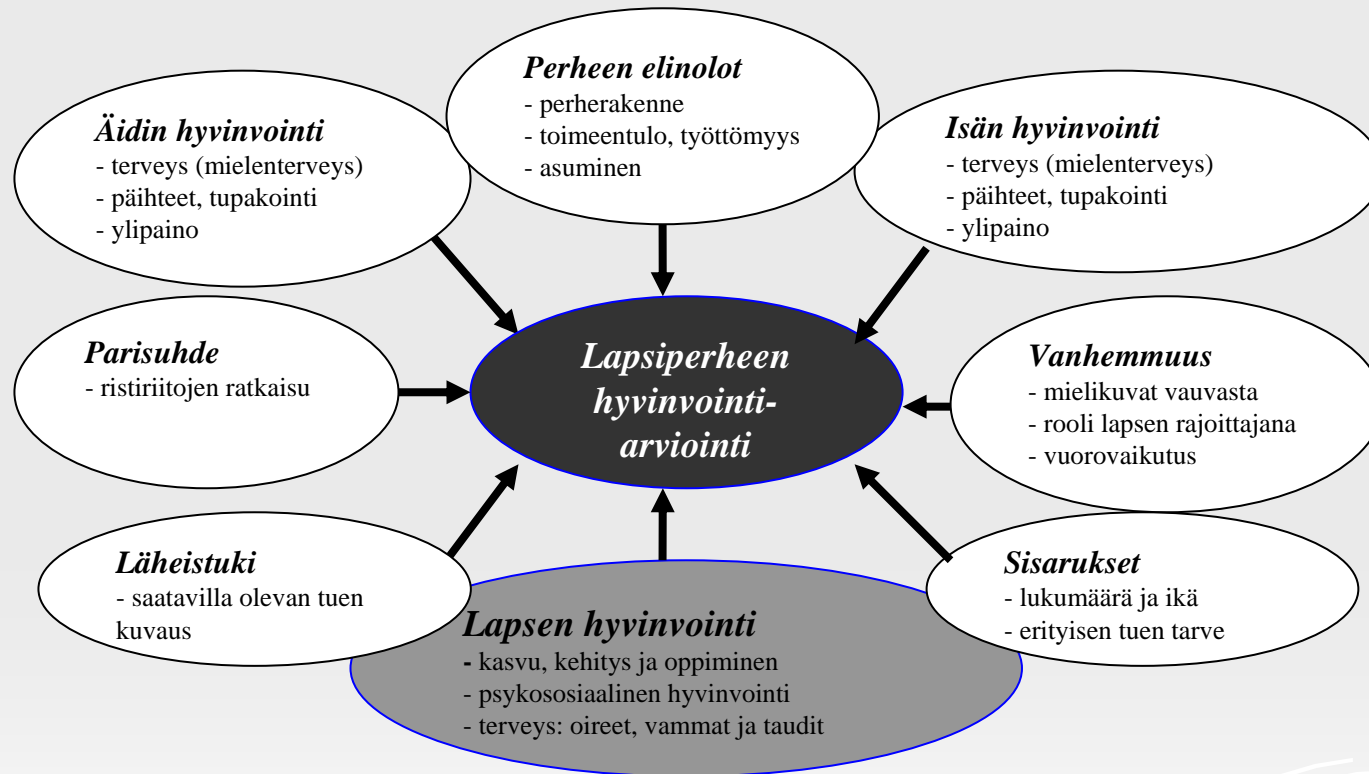 Perheen elinolot
- perherakenne
- toimeentulo, työttömyys
- asuminen
Äidin hyvinvointi
- terveys (mielenterveys)
- päihteet, tupakointi
- ylipaino
Isän hyvinvointi
- terveys (mielenterveys)
- päihteet, tupakointi
- ylipaino
Parisuhde
- ristiriitojen ratkaisu
Lapsiperheen
hyvinvointi-
arviointi
Vanhemmuus
- mielikuvat vauvasta
- rooli lapsen rajoittajana
- vuorovaikutus
Läheistuki
- saatavilla olevan tuen
kuvaus
Sisarukset
- lukumäärä ja ikä
- erityisen tuen tarve
Lapsen hyvinvointi
- kasvu, kehitys ja oppiminen
- psykososiaalinen hyvinvointi
- terveys: oireet, vammat ja taudit